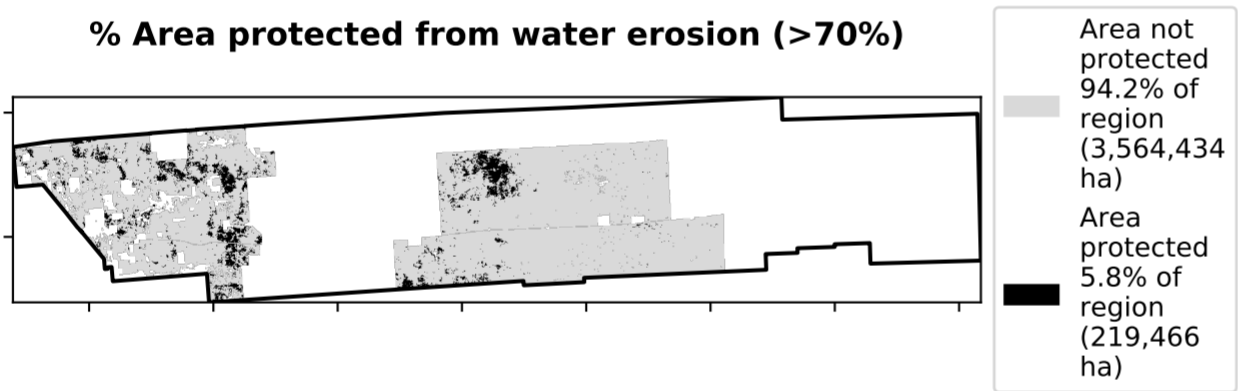 % Area protected from water erosion (>70%)
Area not
protected
94.2% of
region
(3,564,434
ha)
Area
protected
5.8% of
region
(219,466
ha)